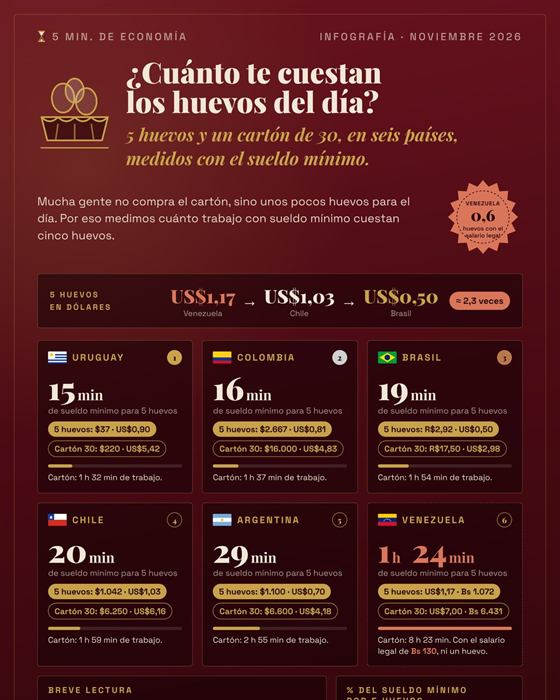 5 MIN. DE ECONOMÍA
INFOGRAFÍA · NOVIEMBRE 2026
¿Cuánto te cuestan
los huevos del día?
5 huevos y un cartón de 30, en seis países,
medidos con el sueldo mínimo.
Mucha gente no compra el cartón, sino unos pocos huevos para el
día. Por eso medimos cuánto trabajo con sueldo mínimo cuestan
cinco huevos.
VENEZUELA
0,6
huevos con el
salario legal
5 HUEVOS
EN DÓLARES
US$1,17 → US$1,03 → US$0,50 ≈ 2,3 veces
Venezuela Chile Brasil
URUGUAY 1
15 min
de sueldo mínimo para 5 huevos
5 huevos: $37 · US$0,90
Cartón 30: $220 · US$5,42
Cartón: 1 h 32 min de trabajo.
COLOMBIA 2
16 min
de sueldo mínimo para 5 huevos
5 huevos: $2.667 · US$0,81
Cartón 30: $16.000 · US$4,83
Cartón: 1 h 37 min de trabajo.
BRASIL 3
19 min
de sueldo mínimo para 5 huevos
5 huevos: R$2,92 · US$0,50
Cartón 30: R$17,50 · US$2,98
Cartón: 1 h 54 min de trabajo.
CHILE 4
20 min
de sueldo mínimo para 5 huevos
5 huevos: $1.042 · US$1,03
Cartón 30: $6.250 · US$6,16
Cartón: 1 h 59 min de trabajo.
ARGENTINA 5
29 min
de sueldo mínimo para 5 huevos
5 huevos: $1.100 · US$0,70
Cartón 30: $6.600 · US$4,18
Cartón: 2 h 55 min de trabajo.
VENEZUELA 6
1 h 24 min
de sueldo mínimo para 5 huevos
5 huevos: US$1,17 · Bs 1.072
Cartón 30: US$7,00 · Bs 6.431
Cartón: 8 h 23 min. Con el salario
legal de Bs 130, ni un huevo.
BREVE LECTURA
% DEL SUELDO MÍNIMO
POR 5 HUEVOS